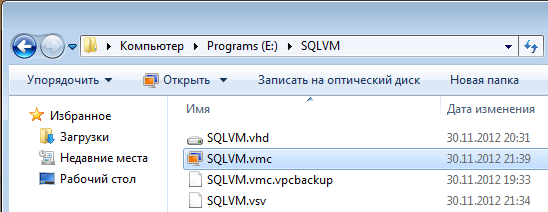 Компьютер Programs (E:) SQLVM
Упорядочить Открыть Записать на оптический диск Новая папка
Избранное
Загрузки
Недавние места
Рабочий стол
Имя Дата изменения
SQLVM.vhd 30.11.2012 20:31
SQLVM.vmc 30.11.2012 21:39
SQLVM.vmc.vpcbackup 30.11.2012 19:33
SQLVM.vsv 30.11.2012 21:34